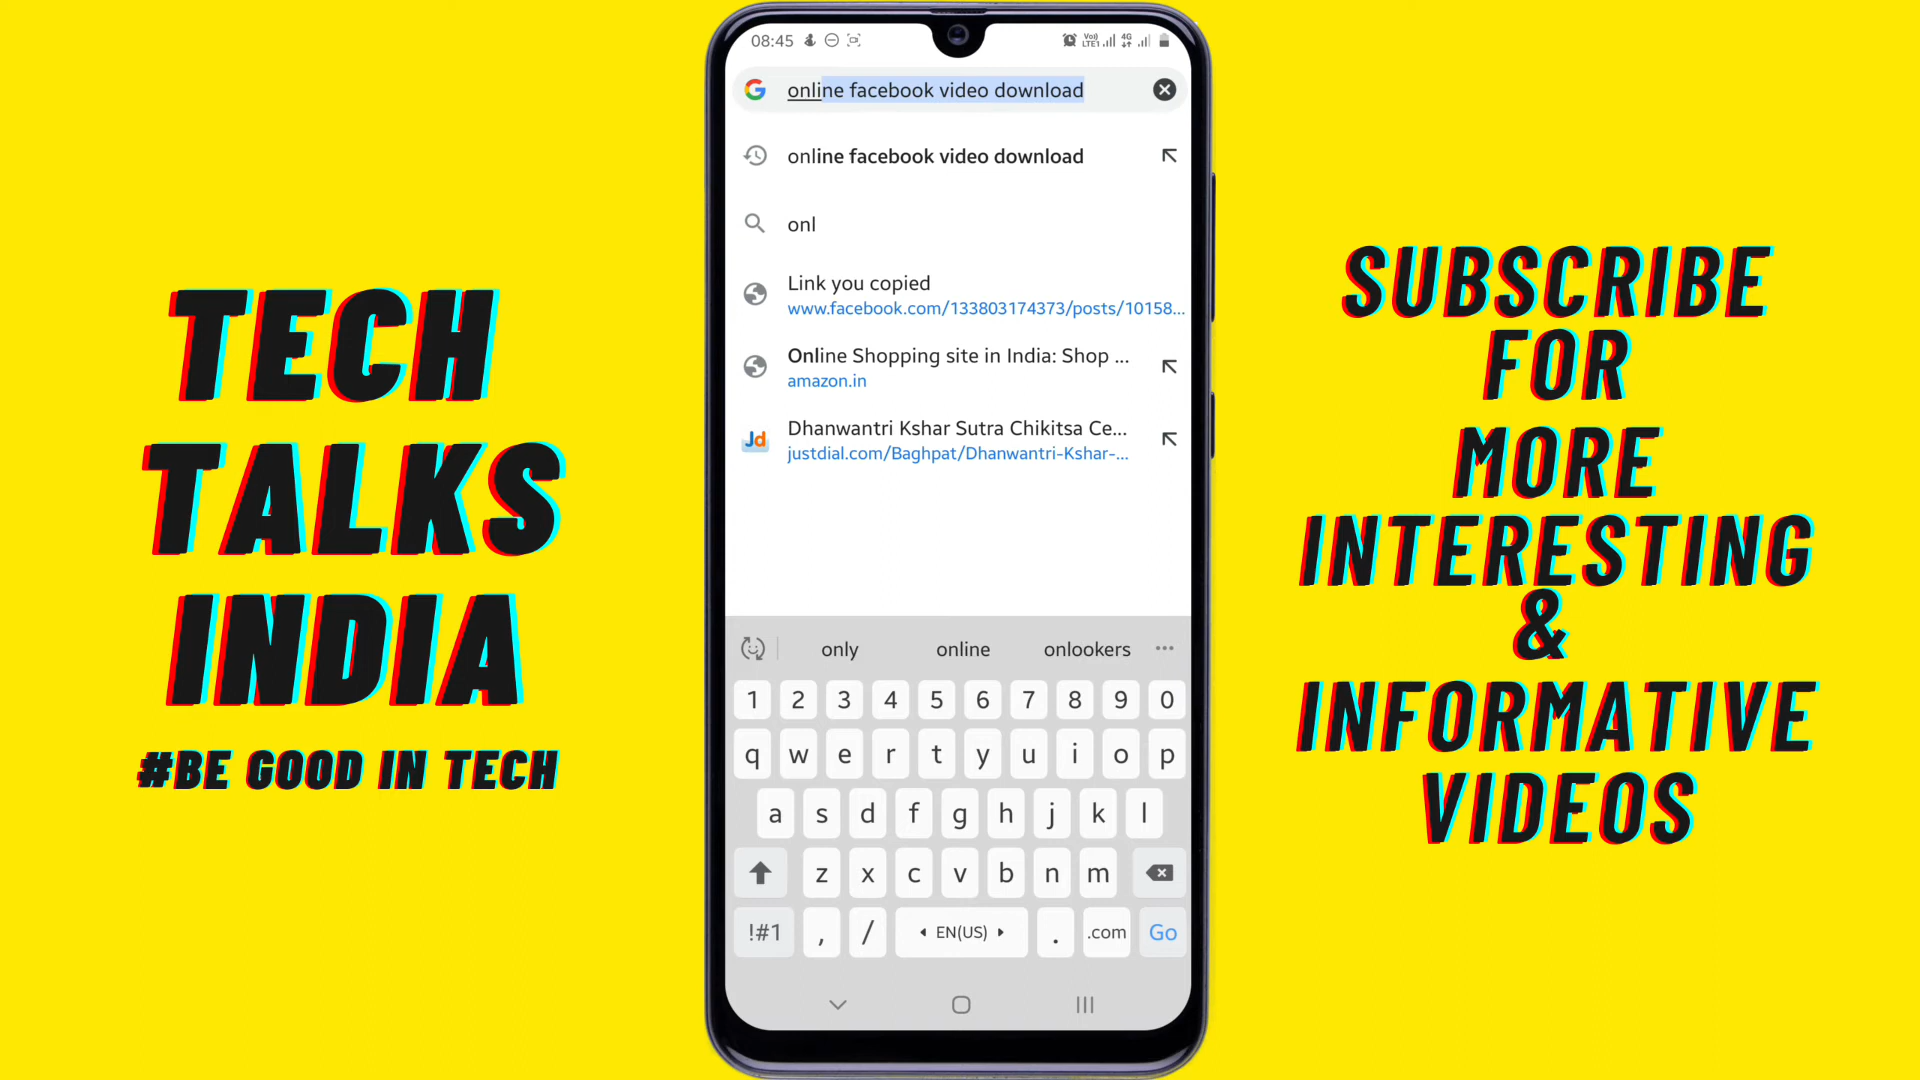 TECH
TALKS
INDIA
#BE GOOD IN TECH
08:45
Vo)) LTE1 4G
online facebook video download
online facebook video download
onl
Link you copied
www.facebook.com/133803174373/posts/10158...
Online Shopping site in India: Shop ...
amazon.in
Jd
Dhanwantri Kshar Sutra Chikitsa Ce...
justdial.com/Baghpat/Dhanwantri-Kshar-...
only online onlookers ...
1 2 3 4 5 6 7 8 9 0
q w e r t y u i o p
a s d f g h j k l
z x c v b n m
!#1 , / EN(US) . .com Go
SUBSCRIBE
FOR
MORE
INTERESTING
&
INFORMATIVE
VIDEOS